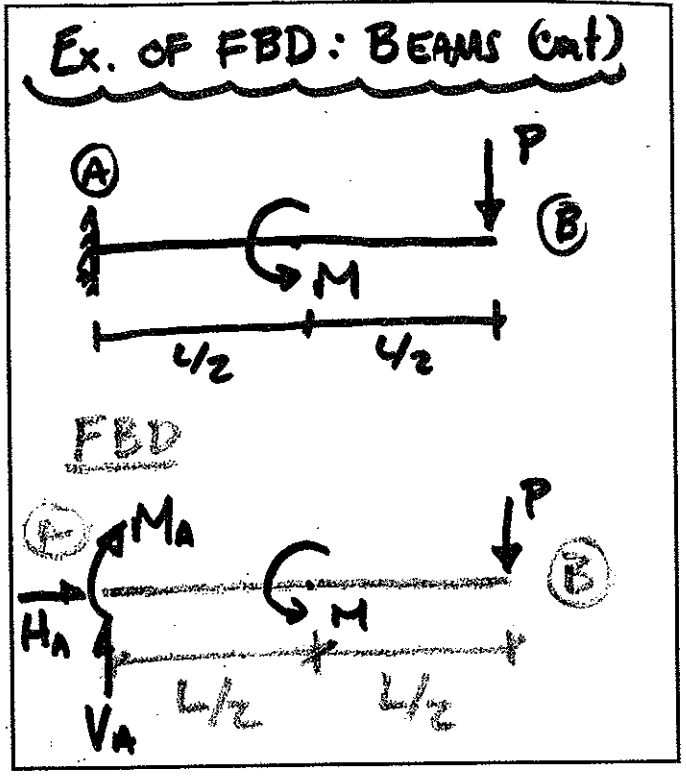 Ex. OF FBD: BEAMS (Cont)
P
A
B
M
L/2 L/2
FBD
P
A MA
B
HA
M
L/2 L/2
VA